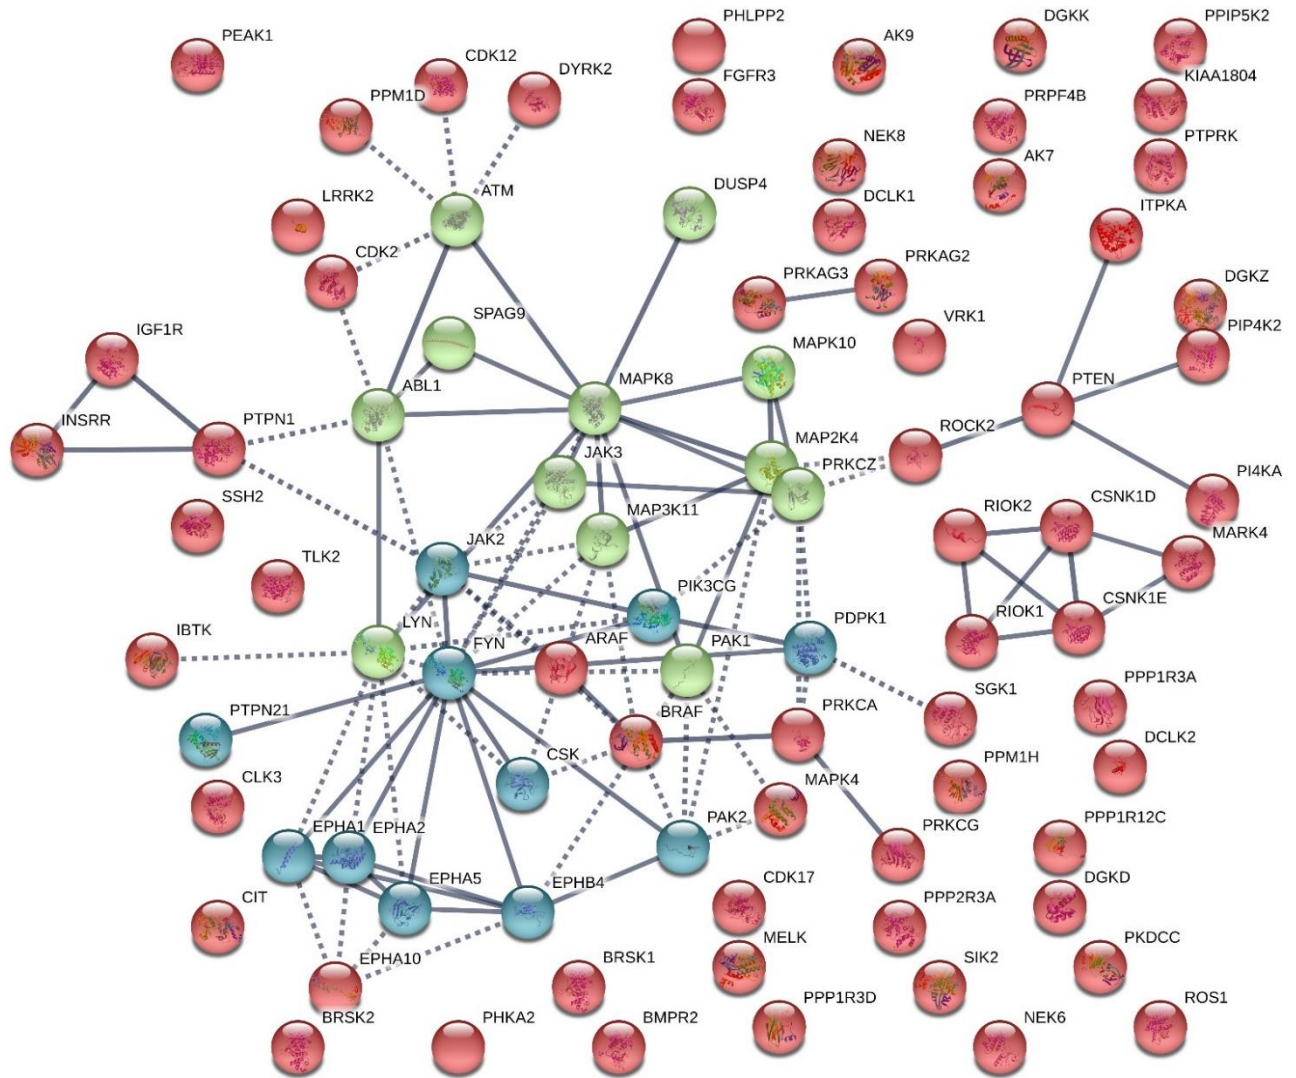 PEAK1
CDK12
DYRK2
PPM1D
PHLPP2
FGFR3
AK9
DGKK
PPIP5K2
KIAA1804
PRPF4B
PTPRK
NEK8
AK7
LRRK2
ATM
DUSP4
DCLK1
ITPKA
CDK2
PRKAG3
PRKAG2
DGKZ
IGF1R
SPAG9
VRK1
PIP4K2
MAPK10
ABL1
MAPK8
PTEN
INSRR
PTPN1
MAP2K4
ROCK2
JAK3
PRKCZ
PI4KA
SSH2
MAP3K11
RIOK2
CSNK1D
MARK4
JAK2
TLK2
PIK3CG
RIOK1
CSNK1E
LYN
FYN
ARAF
PAK1
PDPK1
IBTK
PTPN21
BRAF
PRKCA
SGK1
PPP1R3A
CSK
DCLK2
CLK3
MAPK4
PPM1H
EPHA1
EPHA2
PAK2
PRKCG
PPP1R12C
EPHA5
EPHB4
CDK17
DGKD
CIT
PPP2R3A
MELK
PKDCC
EPHA10
BRSK1
SIK2
BRSK2
PHKA2
BMPR2
PPP1R3D
NEK6
ROS1